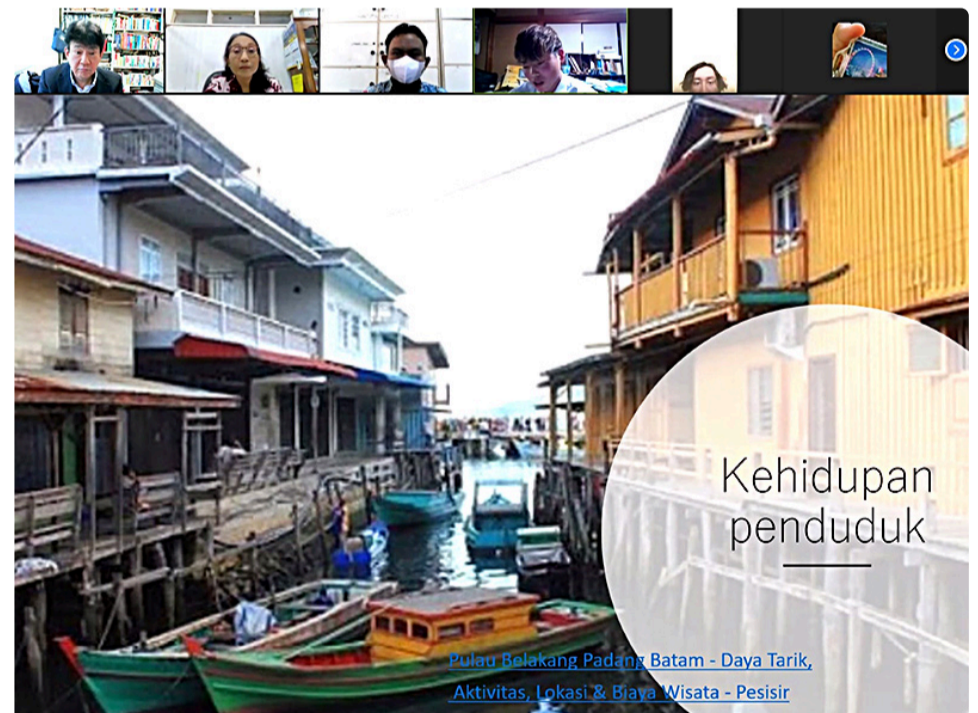 Kehidupan
penduduk
Pulau Belakang Padang Batam - Daya Tarik,
Aktivitas, Lokasi & Biaya Wisata - Pesisir